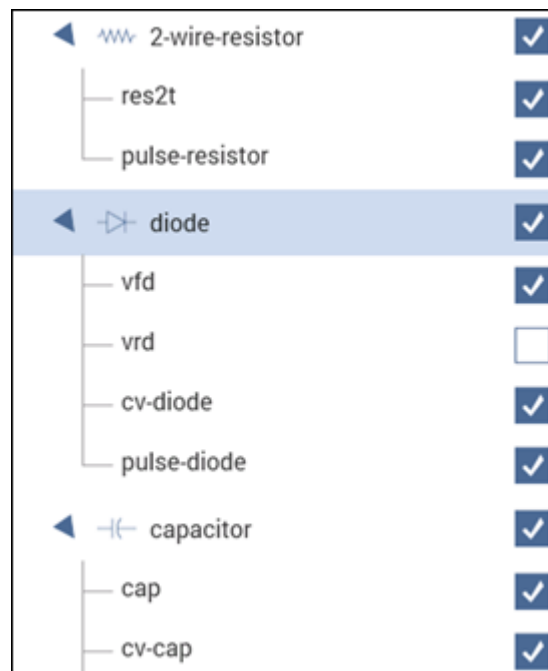 2-wire-resistor
res2t
pulse-resistor
diode
vfd
vrd
cv-diode
pulse-diode
capacitor
cap
cv-cap